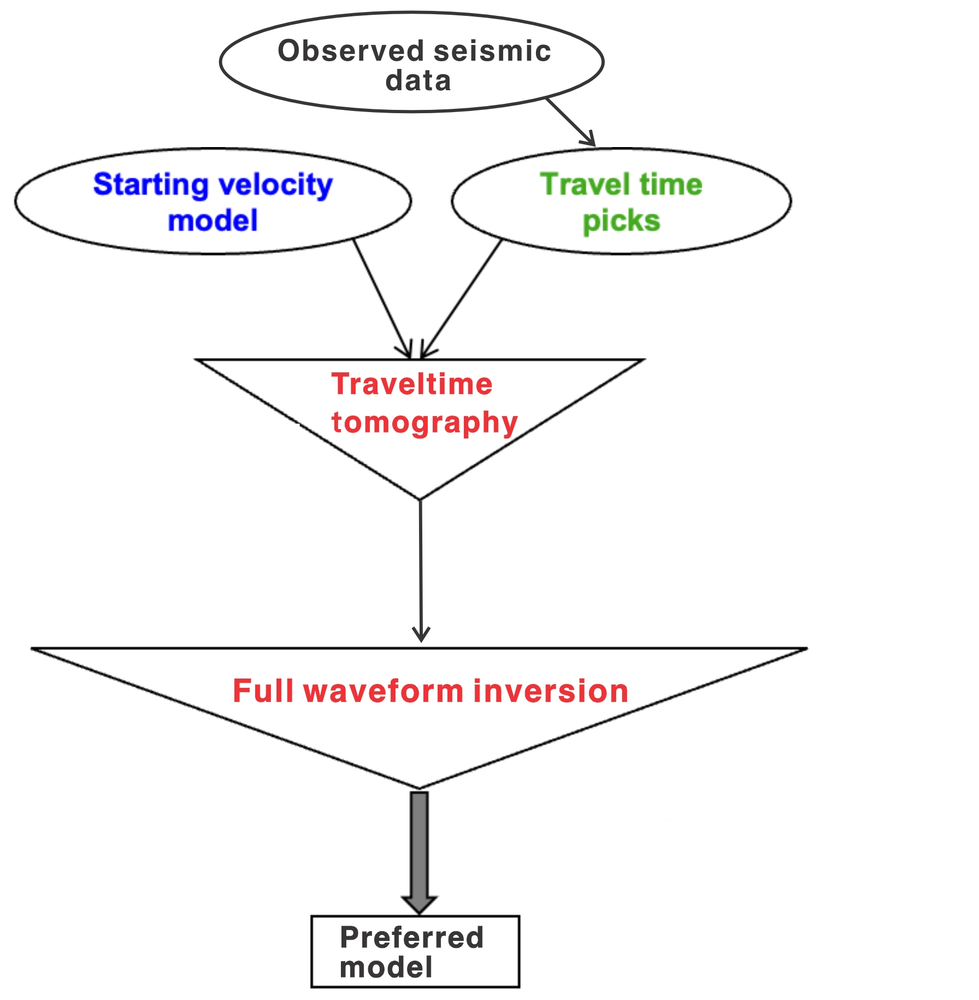 Observed seismic
data
Starting velocity
model
Travel time
picks
Traveltime
tomography
Full waveform inversion
Preferred
model